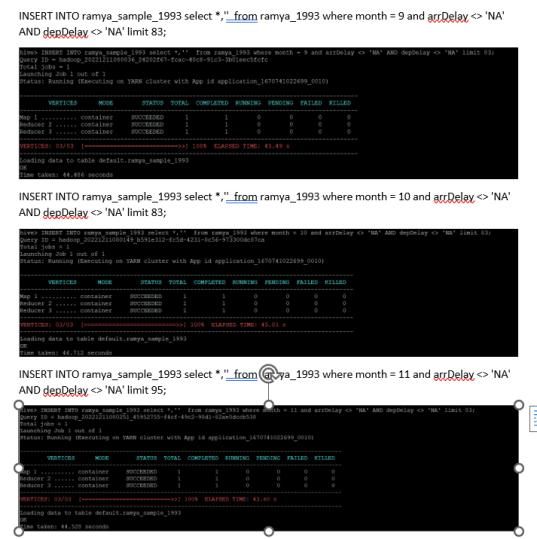 INSERT INTO ramya_sample_1993 select *,'' from ramya_1993 where month = 9 and arrDelay <> 'NA'
AND depDelay <> 'NA' limit 83;
hive> INSERT INTO ramya_sample_1993 select *,'' from ramya_1993 where month = 9 and arrDelay <> 'NA' AND depDelay <> 'NA' limit 83;
Query ID =
Total jobs = 1
Launching Job 1 out of 1
Status: Running (Executing on YARN cluster with App id application_1670741022699_0010)
VERTICES MODE STATUS TOTAL COMPLETED RUNNING PENDING FAILED KILLED
Map 1 .......... container SUCCEEDED 1 1 0 0 0 0
Reducer 2 ...... container SUCCEEDED 1 1 0 0 0 0
Reducer 3 ...... container SUCCEEDED 1 1 0 0 0 0
VERTICES: 03/03 [==========================>>] 100% ELAPSED TIME: 43.49 s
Loading data to table default.ramya_sample_1993
OK
Time taken: 44.486 seconds
INSERT INTO ramya_sample_1993 select *,'' from ramya_1993 where month = 10 and arrDelay <> 'NA'
AND depDelay <> 'NA' limit 83;
hive> INSERT INTO ramya_sample_1993 select *,'' from ramya_1993 where month = 10 and arrDelay <> 'NA' AND depDelay <> 'NA' limit 83;
Query ID =
Total jobs = 1
Launching Job 1 out of 1
Status: Running (Executing on YARN cluster with App id application_1670741022699_0010)
VERTICES MODE STATUS TOTAL COMPLETED RUNNING PENDING FAILED KILLED
Map 1 .......... container SUCCEEDED 1 1 0 0 0 0
Reducer 2 ...... container SUCCEEDED 1 1 0 0 0 0
Reducer 3 ...... container SUCCEEDED 1 1 0 0 0 0
VERTICES: 03/03 [==========================>>] 100% ELAPSED TIME: 45.01 s
Loading data to table default.ramya_sample_1993
OK
Time taken: 46.712 seconds
INSERT INTO ramya_sample_1993 select *,'' from ya_1993 where month = 11 and arrDelay <> 'NA'
AND depDelay <> 'NA' limit 95;
hive> INSERT INTO ramya_sample_1993 select *,'' from ramya_1993 where month = 11 and arrDelay <> 'NA' AND depDelay <> 'NA' limit 83;
Query ID =
Total jobs = 1
Launching Job 1 out of 1
Status: Running (Executing on YARN cluster with App id application_1670741022699_0010)
VERTICES MODE STATUS TOTAL COMPLETED RUNNING PENDING FAILED KILLED
Map 1 .......... container SUCCEEDED 1 1 0 0 0 0
Reducer 2 ...... container SUCCEEDED 1 1 0 0 0 0
Reducer 3 ...... container SUCCEEDED 1 1 0 0 0 0
VERTICES: 03/03 [==========================>>] 100% ELAPSED TIME: 43.60 s
Loading data to table default.ramya_sample_1993
OK
Time taken: 44.528 seconds